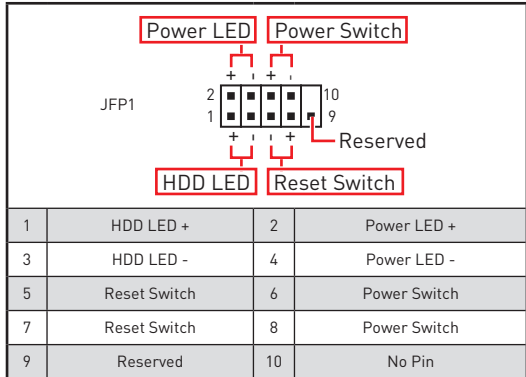 Power LED Power Switch
+ - + -
JFP1
2 10
1 9
+ - - +
Reserved
HDD LED Reset Switch
1 HDD LED + 2 Power LED +
3 HDD LED - 4 Power LED -
5 Reset Switch 6 Power Switch
7 Reset Switch 8 Power Switch
9 Reserved 10 No Pin